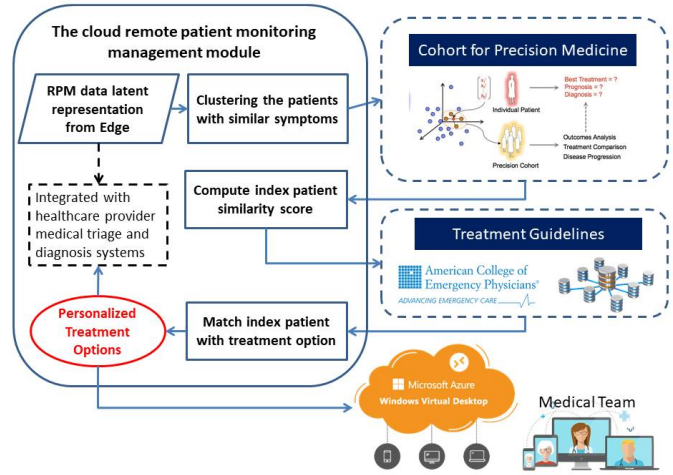 The cloud remote patient monitoring
management module
RPM data latent
representation
from Edge
Clustering the patients
with similar symptoms
Cohort for Precision Medicine
Individual Patient
Best Treatment = ?
Prognosis = ?
Diagnosis = ?
Precision Cohort
Outcomes Analysis
Treatment Comparison
Disease Progression
Integrated with
healthcare provider
medical triage and
diagnosis systems
Compute index patient
similarity score
Treatment Guidelines
American College of
Emergency Physicians®
ADVANCING EMERGENCY CARE
Personalized
Treatment
Options
Match index patient
with treatment option
Microsoft Azure
Windows Virtual Desktop
Medical Team